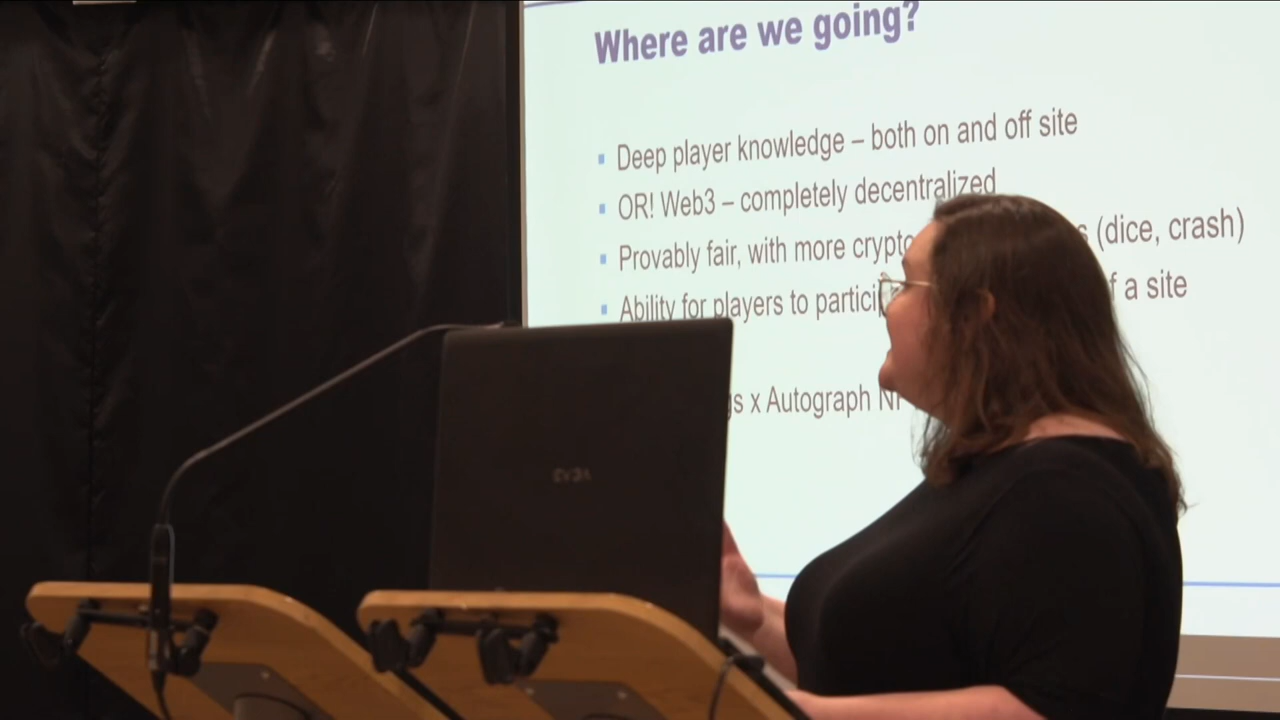 Where are we going?
▪ Deep player knowledge – both on and off site
▪ OR! Web3 – completely decentralized
▪ Provably fair, with more crypto (dice, crash)
▪ Ability for players to a site
x Autograph
EVGA